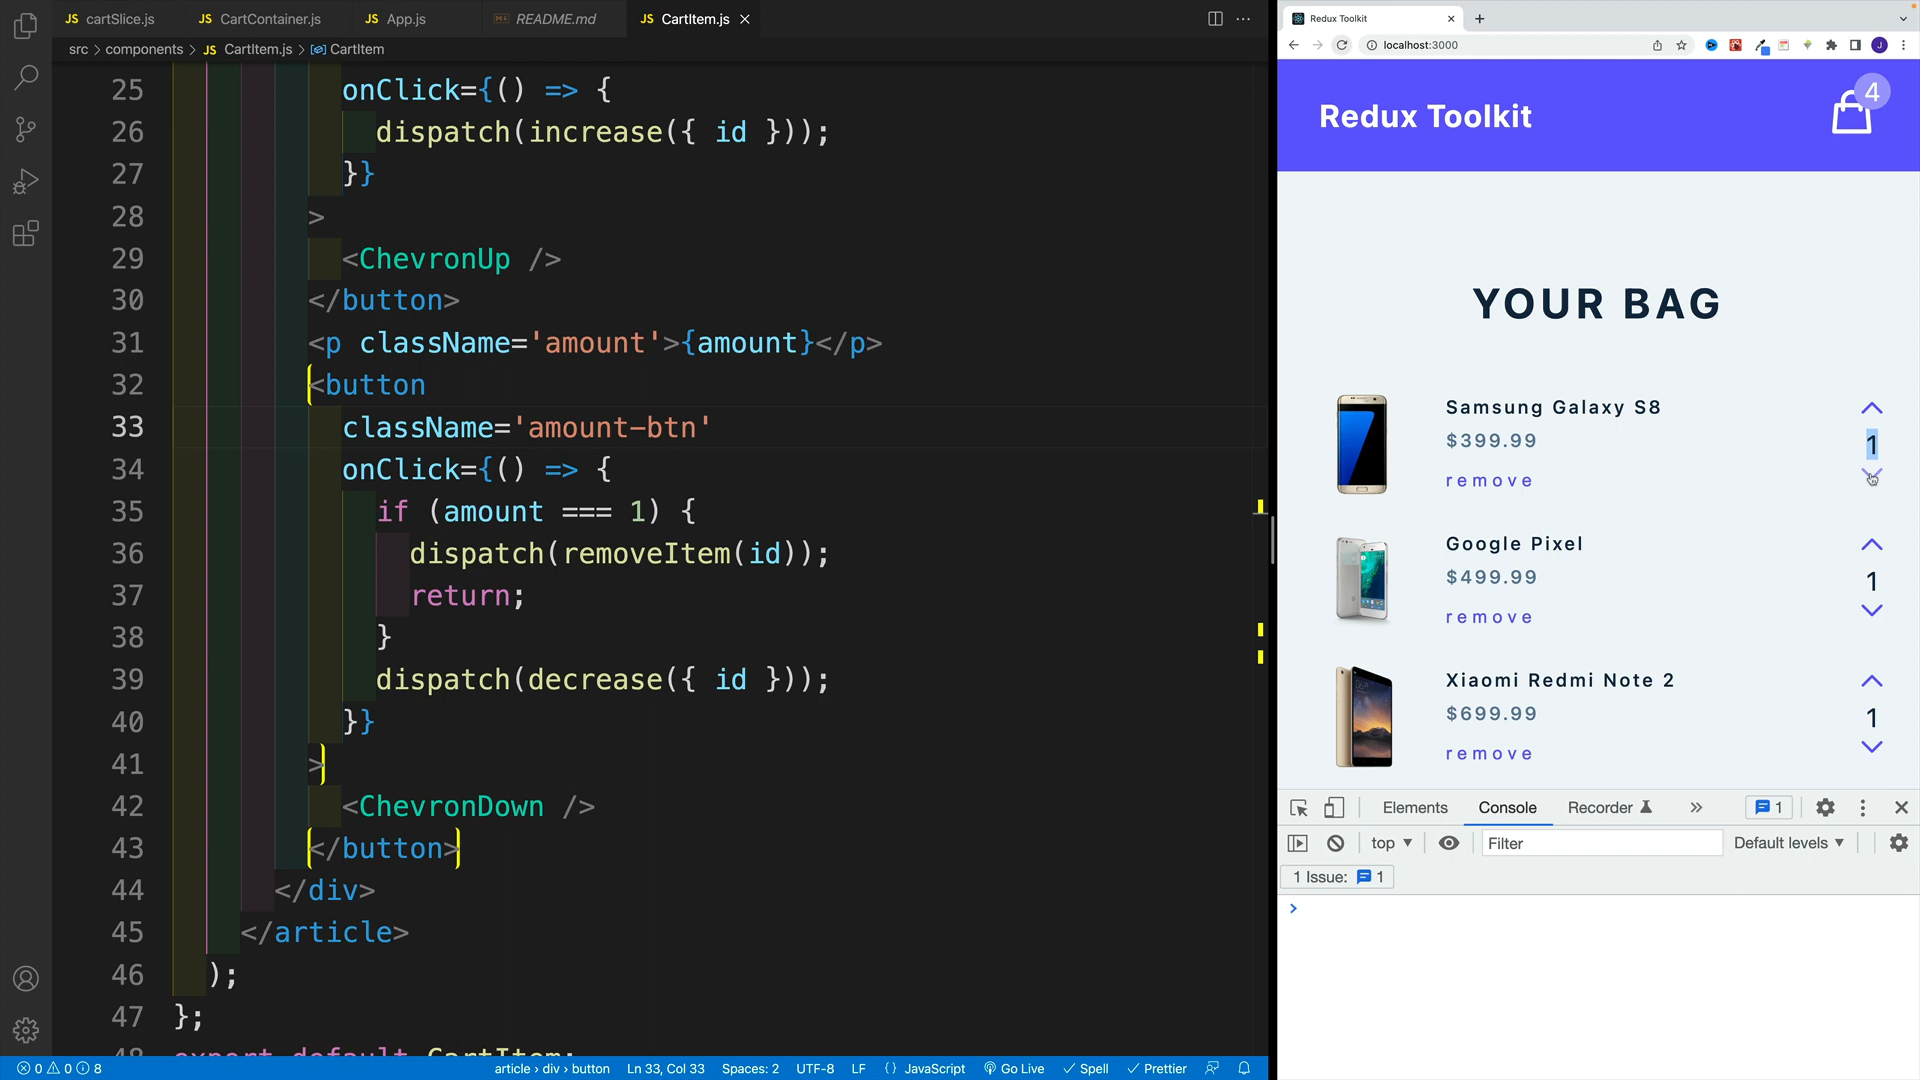 JS cartSlice.js
JS CartContainer.js
JS App.js
README.md
JS CartItem.js
src > components > JS CartItem.js > CartItem
25 onClick={() => {
26 dispatch(increase({ id }));
27 }}
28 >
29 <ChevronUp />
30 </button>
31 <p className='amount'>{amount}</p>
32 <button
33 className='amount-btn'
34 onClick={() => {
35 if (amount === 1) {
36 dispatch(removeItem(id));
37 return;
38 }
39 dispatch(decrease({ id }));
40 }}
41 >
42 <ChevronDown />
43 </button>
44 </div>
45 </article>
46 );
47 };
48 export default CartItem;
0 0 8
article > div > button
Ln 33, Col 33
Spaces: 2
UTF-8
LF
{ } JavaScript
Go Live
Spell
Prettier
Redux Toolkit
localhost:3000
J
Redux Toolkit
4
YOUR BAG
Samsung Galaxy S8
$399.99
remove
1
Google Pixel
$499.99
remove
1
Xiaomi Redmi Note 2
$699.99
remove
1
Elements
Console
Recorder
1
top
Filter
Default levels
1 Issue: 1